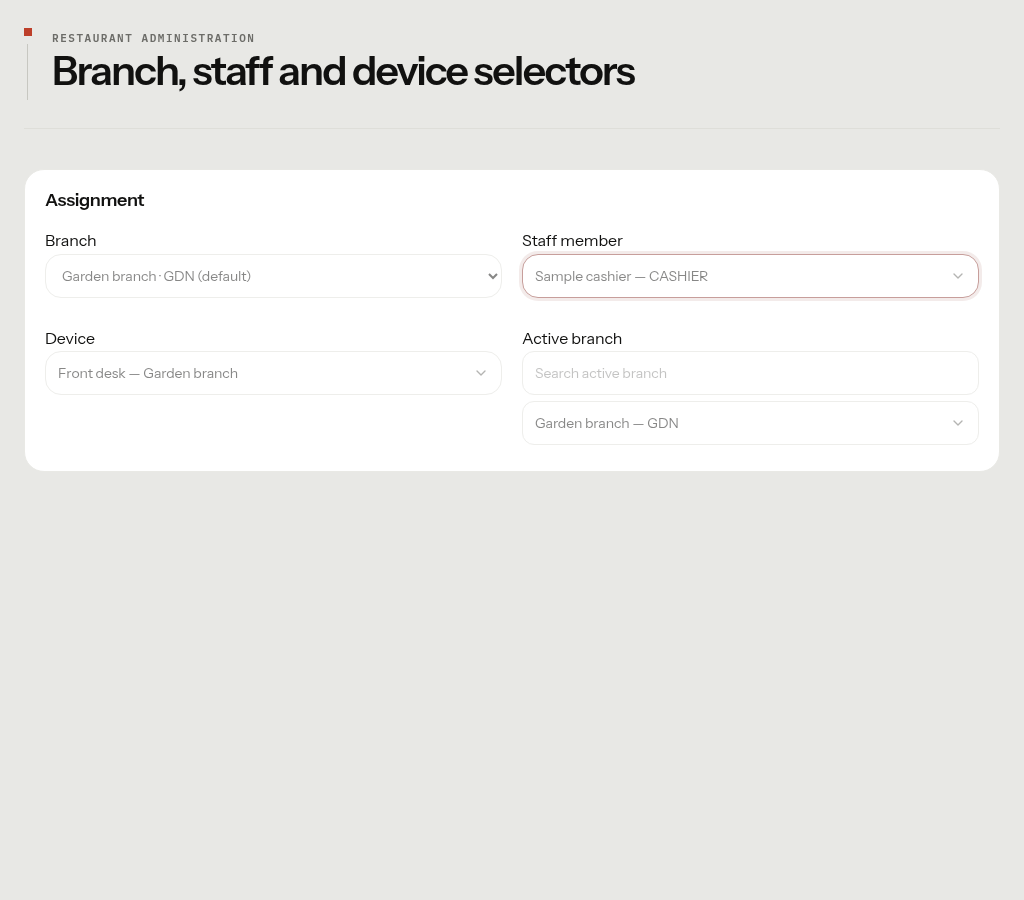 RESTAURANT ADMINISTRATION
Branch, staff and device selectors
Assignment
Branch
Garden branch · GDN (default)
Staff member
Sample cashier — CASHIER
Device
Front desk — Garden branch
Active branch
Search active branch
Garden branch — GDN